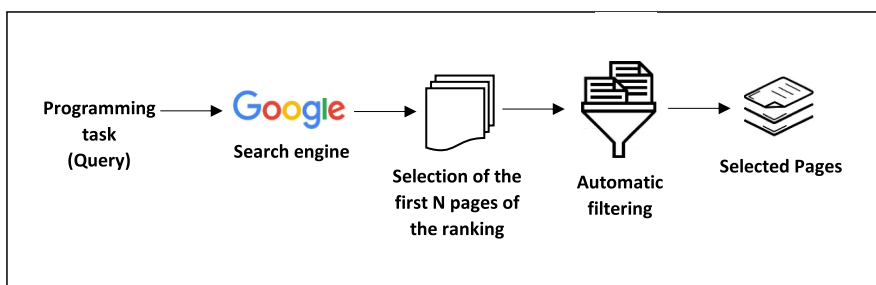 Programming
task
(Query)
Google
Search engine
Selection of the
first N pages of
the ranking
Automatic
filtering
Selected Pages